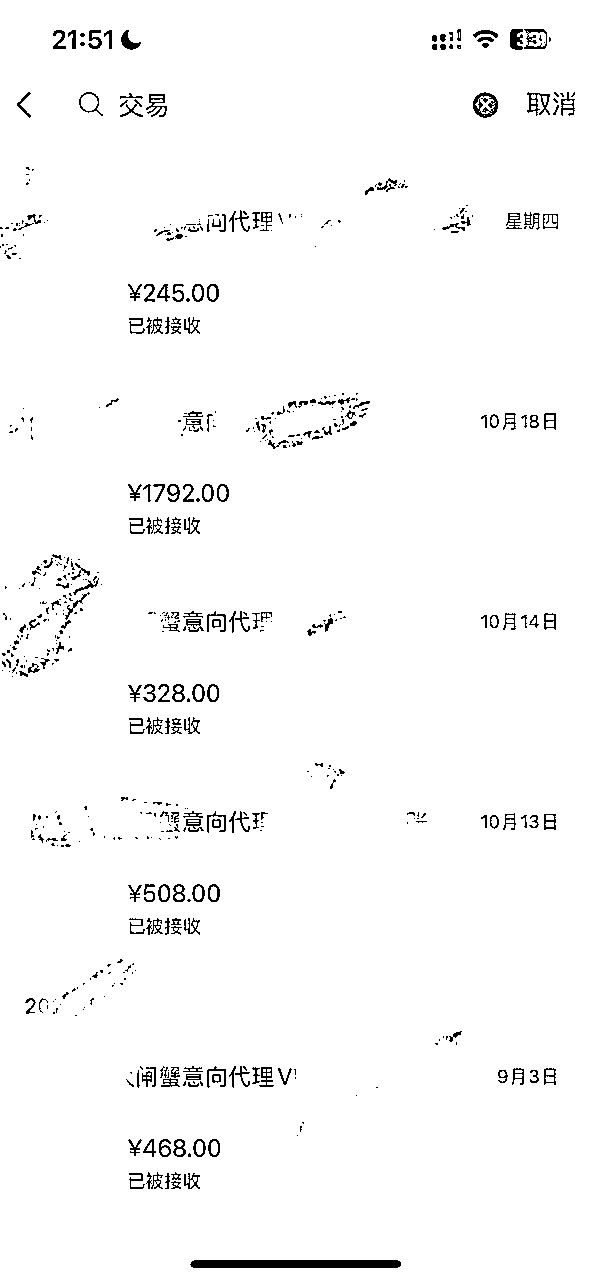 21:51
交易 取消
意向代理 星期四
¥245.00
已被接收
意向 10月18日
¥1792.00
已被接收
蟹意向代理 10月14日
¥328.00
已被接收
蟹意向代理 10月13日
¥508.00
已被接收
20
闸蟹意向代理V 9月3日
¥468.00
已被接收